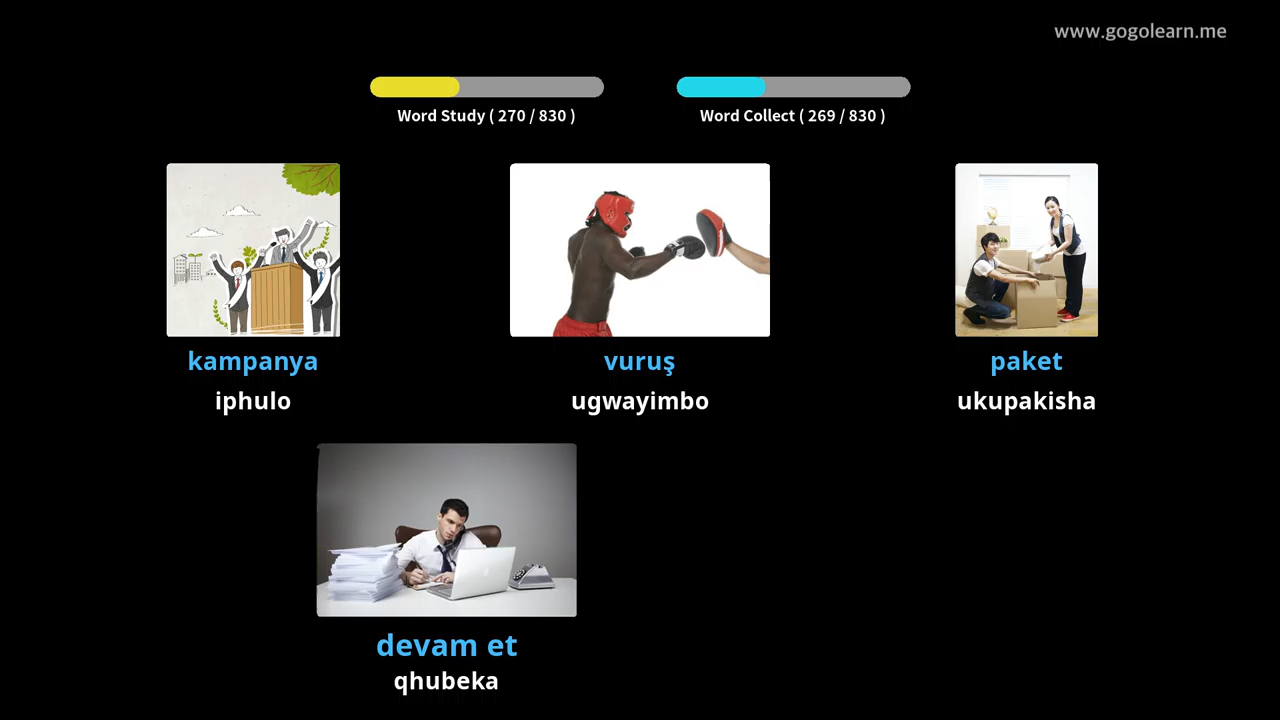 www.gogolearn.me
Word Study ( 270 / 830 )
Word Collect ( 269 / 830 )
kampanya
iphulo
vuruş
ugwayimbo
paket
ukupakisha
devam et
qhubeka